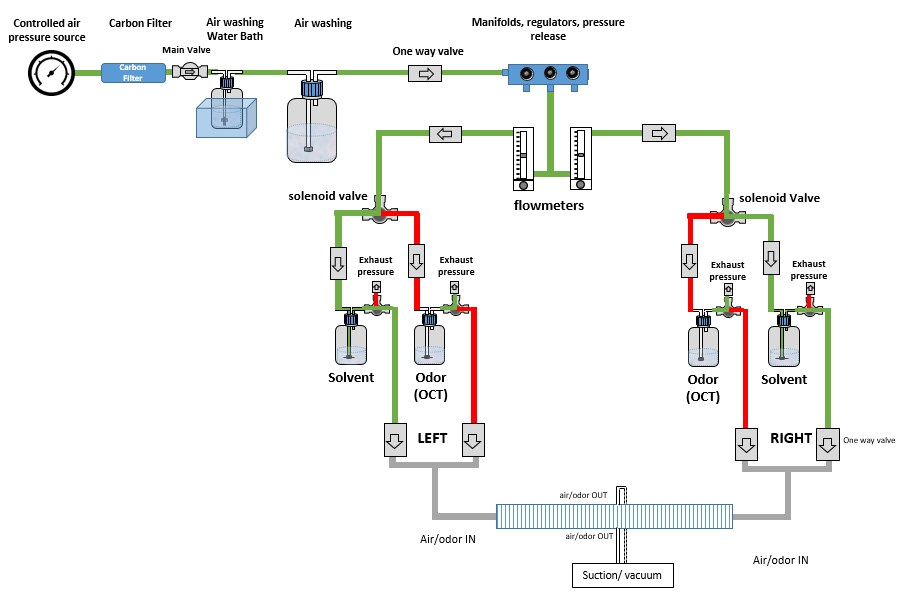 Controlled air
pressure source
Carbon Filter
Air washing
Water Bath
Air washing
Manifolds, regulators, pressure
release
Main Valve
One way valve
Carbon
Filter
flowmeters
solenoid valve
solenoid Valve
Exhaust
pressure
Exhaust
pressure
Exhaust
pressure
Exhaust
pressure
Solvent
Odor
(OCT)
Odor
(OCT)
Solvent
LEFT
RIGHT
One way valve
air/odor OUT
air/odor OUT
Air/odor IN
Air/odor IN
Suction/ vacuum